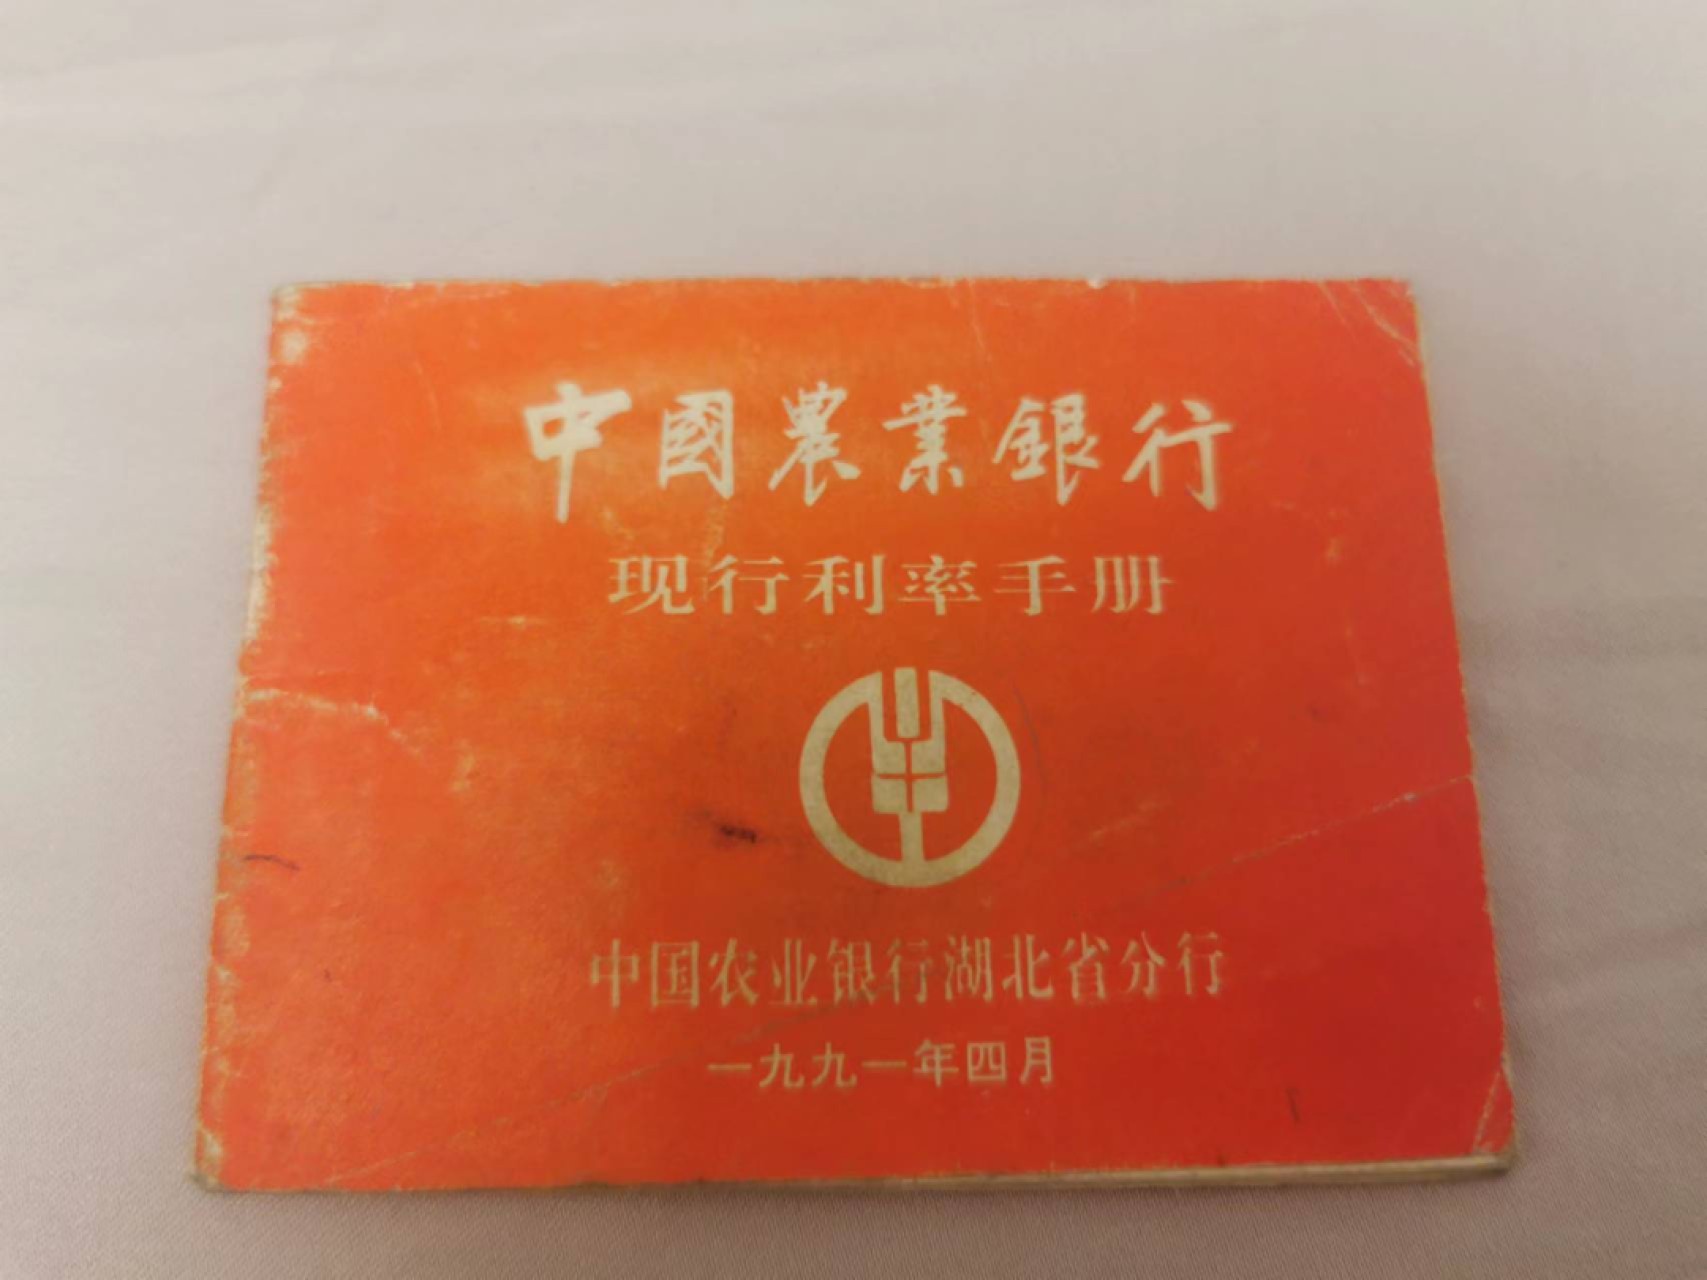 中國農業銀行
现行利率手册
中国农业银行湖北省分行
一九九一年四月